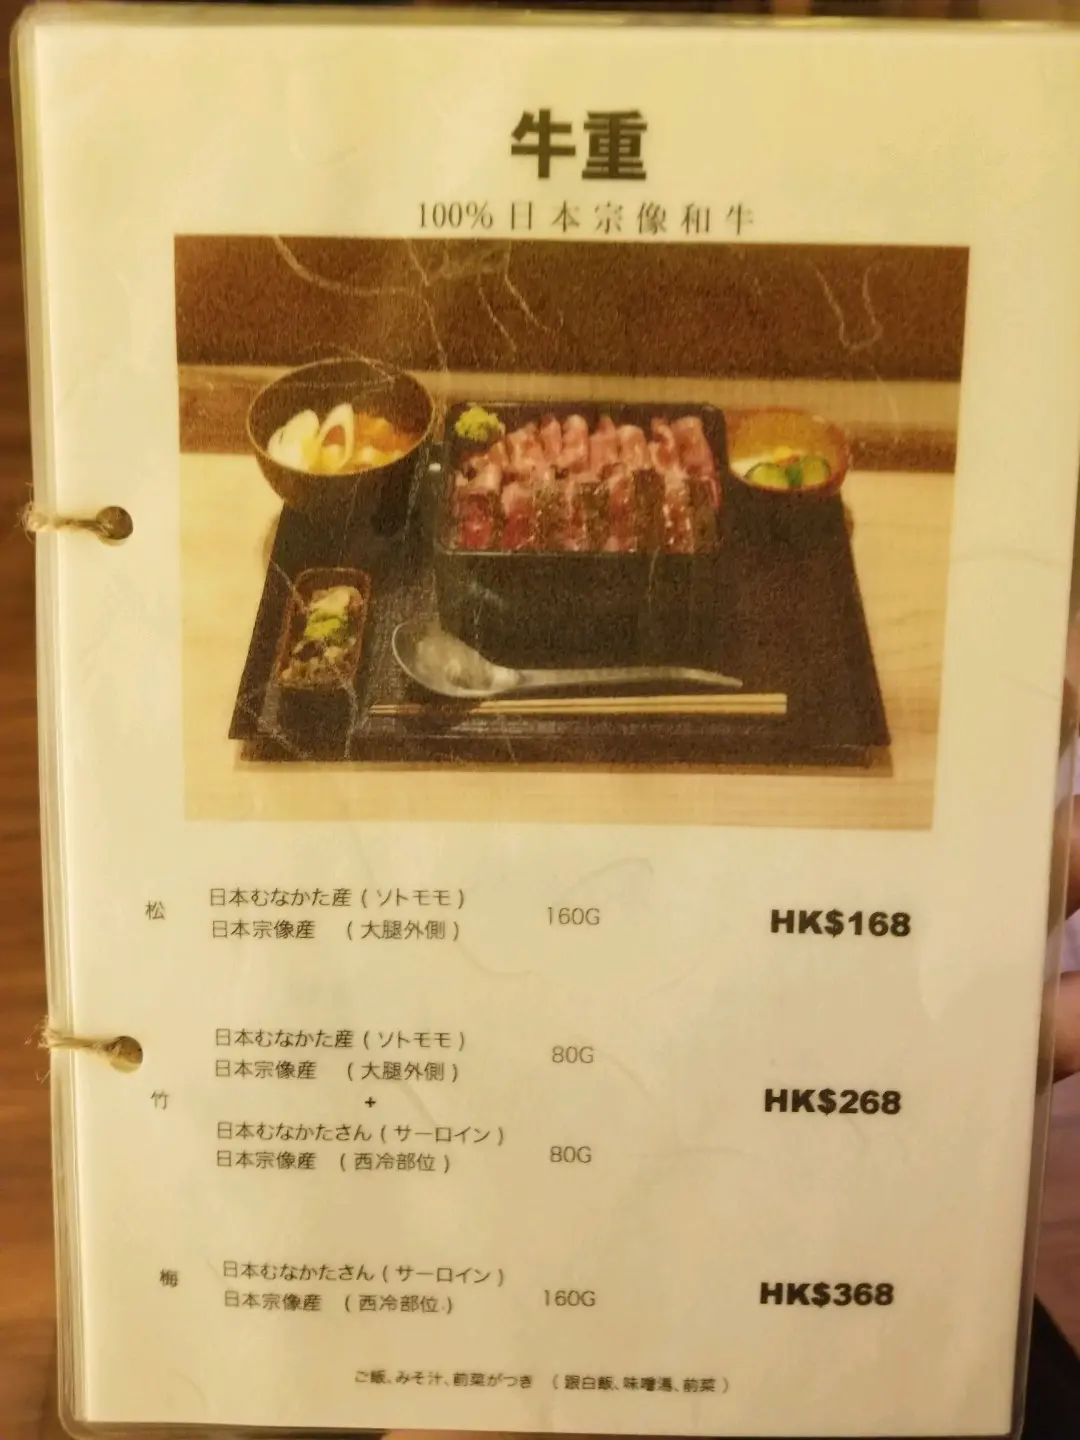 牛重
100%日本宗像和牛
松
日本むなかた産 ( ソトモモ )
日本宗像産 ( 大腿外側 )
160G
HK$168
竹
日本むなかた産 ( ソトモモ )
日本宗像産 ( 大腿外側 )
80G
+
日本むなかたさん ( サーロイン )
日本宗像産 ( 西冷部位 )
80G
HK$268
梅
日本むなかたさん ( サーロイン )
日本宗像産 ( 西冷部位 )
160G
HK$368
ご飯、みそ汁、前菜がつき ( 跟白飯、味噌湯、前菜 )